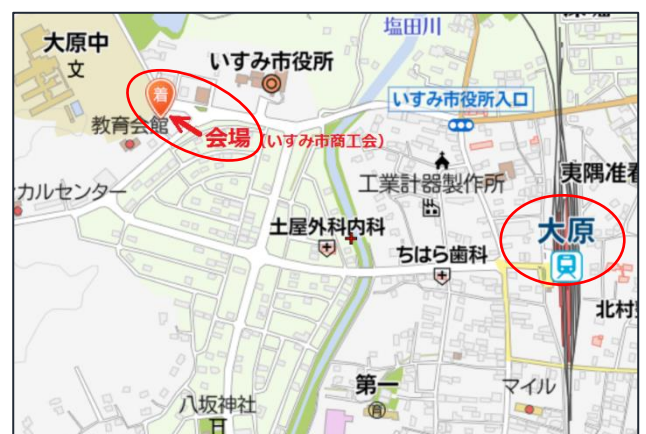 塩田川
大原中
文
いすみ市役所
着
いすみ市役所入口
教育会館
会場(いすみ市商工会)
工業計器製作所
夷隅准看
カルセンター
大原
土屋外科内科
ちはら歯科
北村
第一
マイル
八坂神社